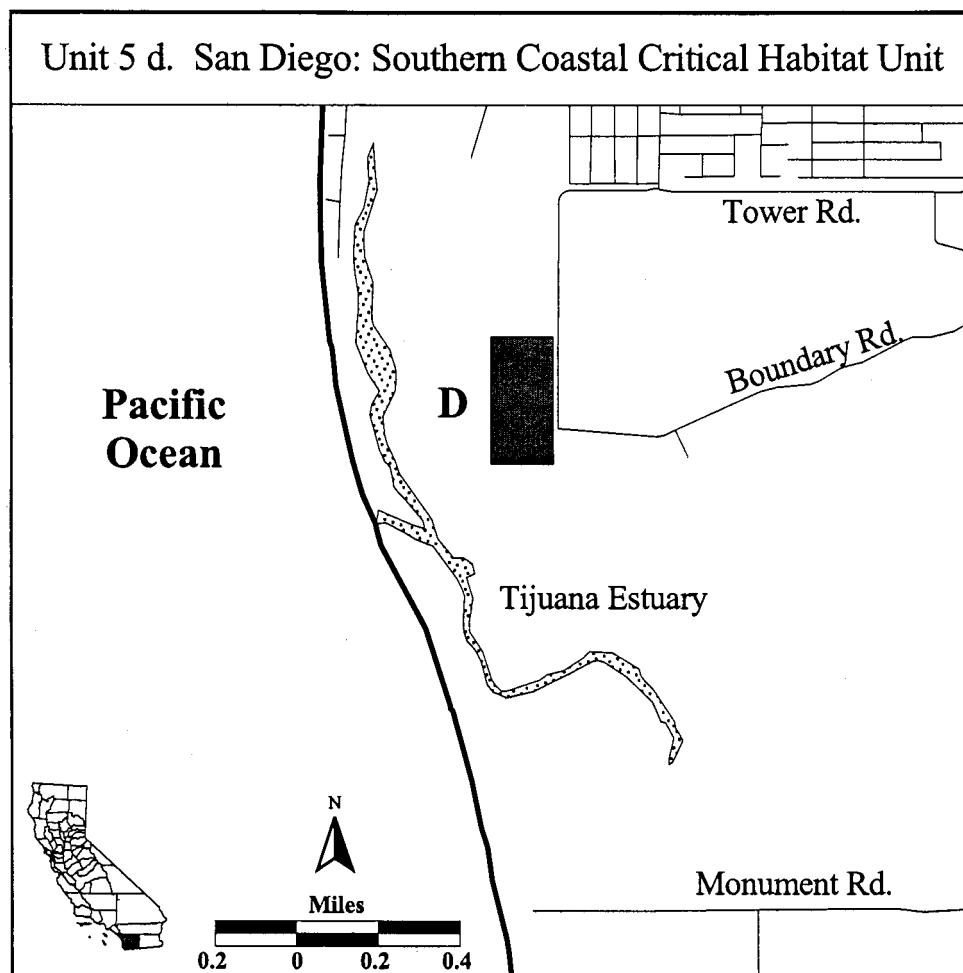 Unit 5 d. San Diego: Southern Coastal Critical Habitat Unit
Tower Rd.
Boundary Rd.
Pacific
Ocean
D
Tijuana Estuary
N
Monument Rd.
Miles
0.2 0 0.2 0.4